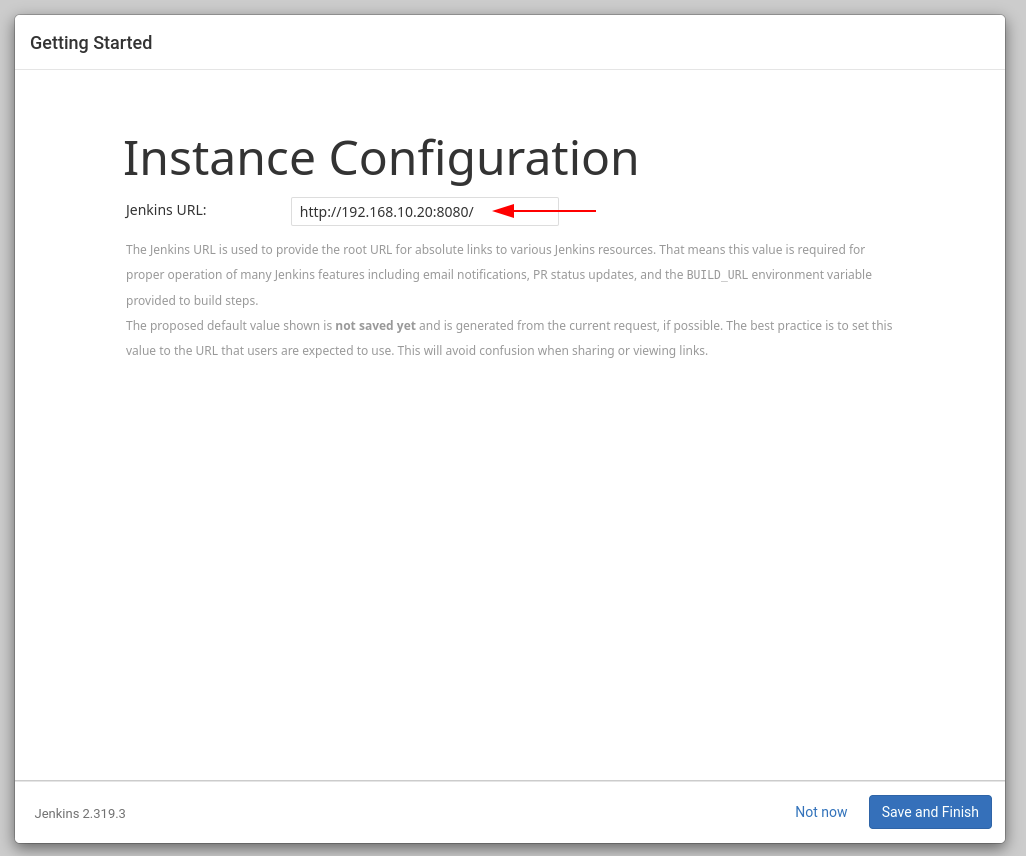 Getting Started
Instance Configuration
Jenkins URL:
http://192.168.10.20:8080/
The Jenkins URL is used to provide the root URL for absolute links to various Jenkins resources. That means this value is required for
proper operation of many Jenkins features including email notifications, PR status updates, and the BUILD_URL environment variable
provided to build steps.
The proposed default value shown is not saved yet and is generated from the current request, if possible. The best practice is to set this
value to the URL that users are expected to use. This will avoid confusion when sharing or viewing links.
Jenkins 2.319.3
Not now
Save and Finish